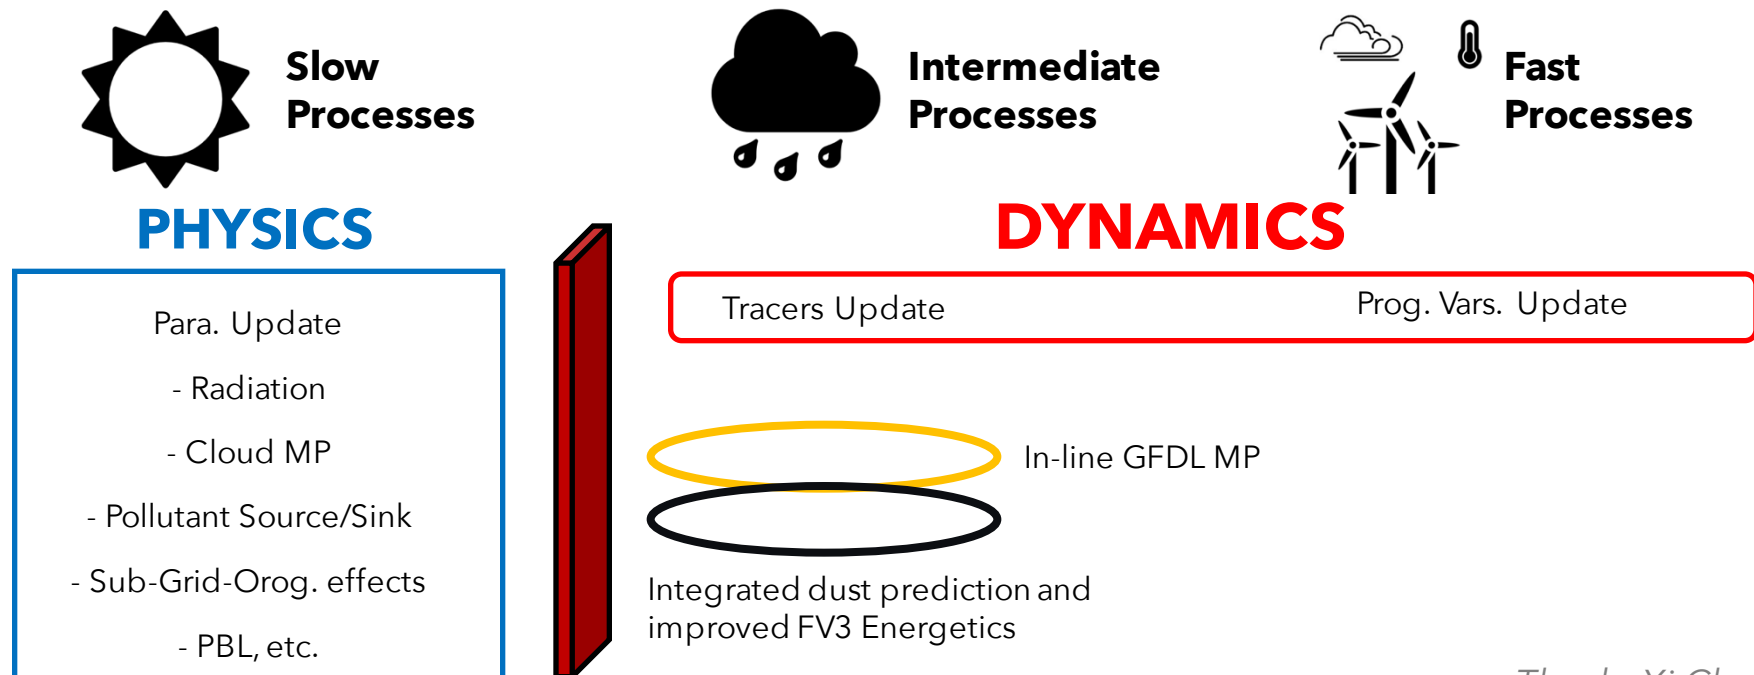 Slow
Processes
Intermediate
Processes
Fast
Processes
PHYSICS
DYNAMICS
Para. Update
- Radiation
- Cloud MP
- Pollutant Source/Sink
- Sub-Grid-Orog. effects
- PBL, etc.
Tracers Update
Prog. Vars. Update
In-line GFDL MP
Integrated dust prediction and
improved FV3 Energetics